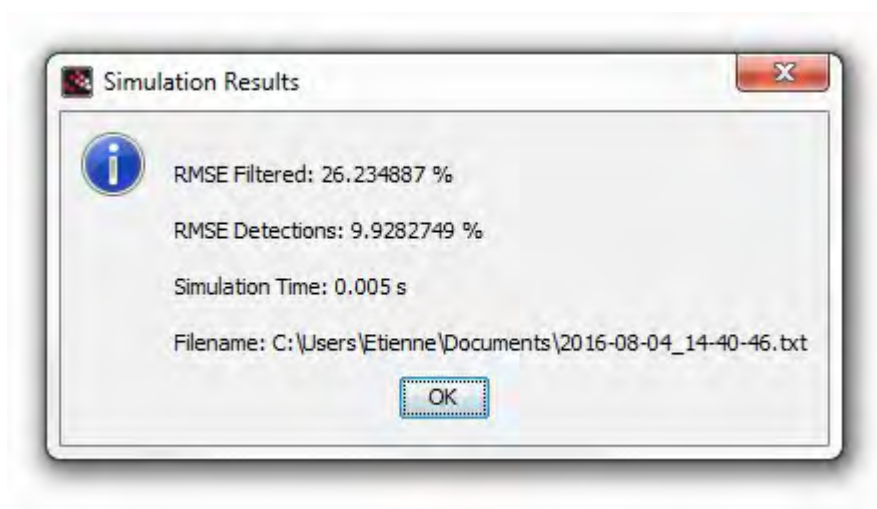 Simulation Results
RMSE Filtered: 26.234887 %
RMSE Detections: 9.9282749 %
Simulation Time: 0.005 s
Filename: C:\Users\Etienne\Documents\2016-08-04_14-40-46.txt
OK